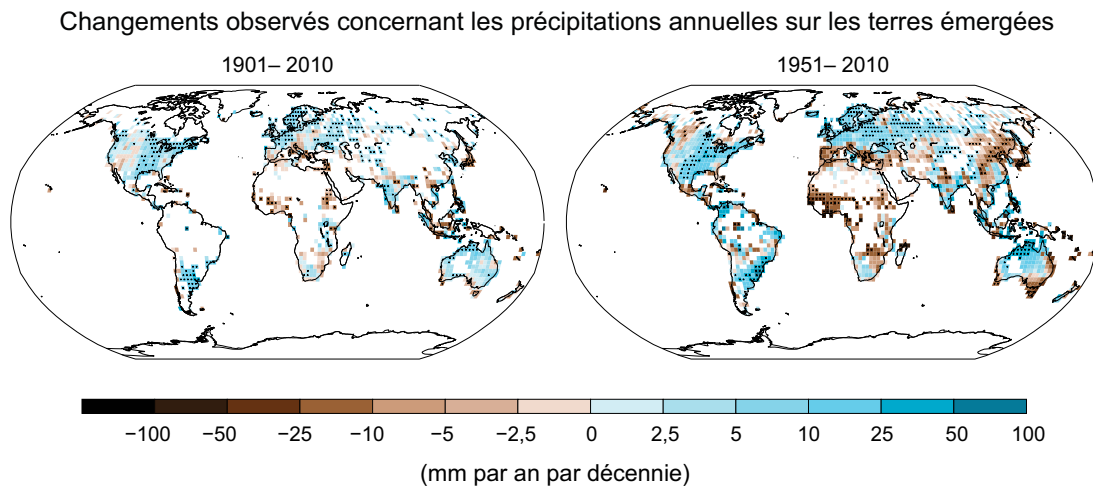 Changements observés concernant les précipitations annuelles sur les terres émergées
1901– 2010
1951– 2010
−100 −50 −25 −10 −5 −2,5 0 2,5 5 10 25 50 100
(mm par an par décennie)